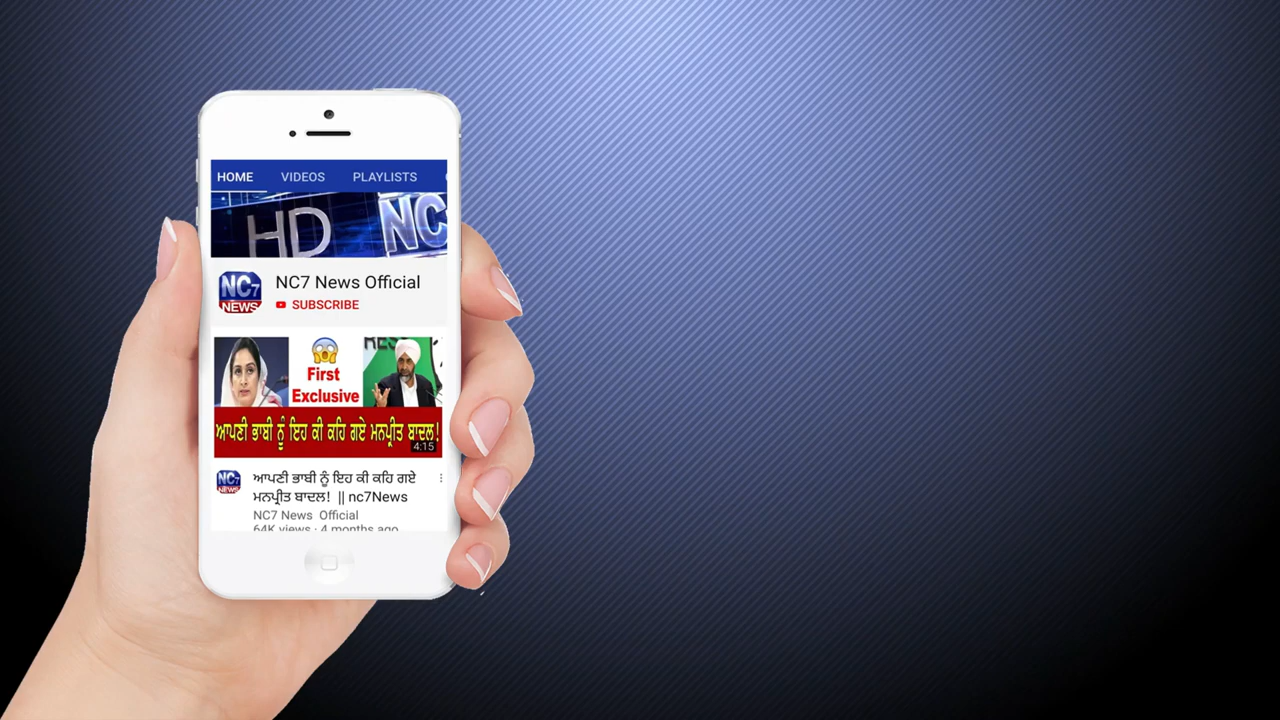 HOME VIDEOS PLAYLISTS
HD NC
NC7 NEWS
NC7 News Official
SUBSCRIBE
First
Exclusive
ਆਪਣੀ ਭਾਬੀ ਨੂੰ ਇਹ ਕੀ ਕਹਿ ਗਏ ਮਨਪ੍ਰੀਤ ਬਾਦਲ!
4:15
NC7 NEWS
ਆਪਣੀ ਭਾਬੀ ਨੂੰ ਇਹ ਕੀ ਕਹਿ ਗਏ
ਮਨਪ੍ਰੀਤ ਬਾਦਲ! || nc7News
NC7 News Official
64K views · 4 months ago